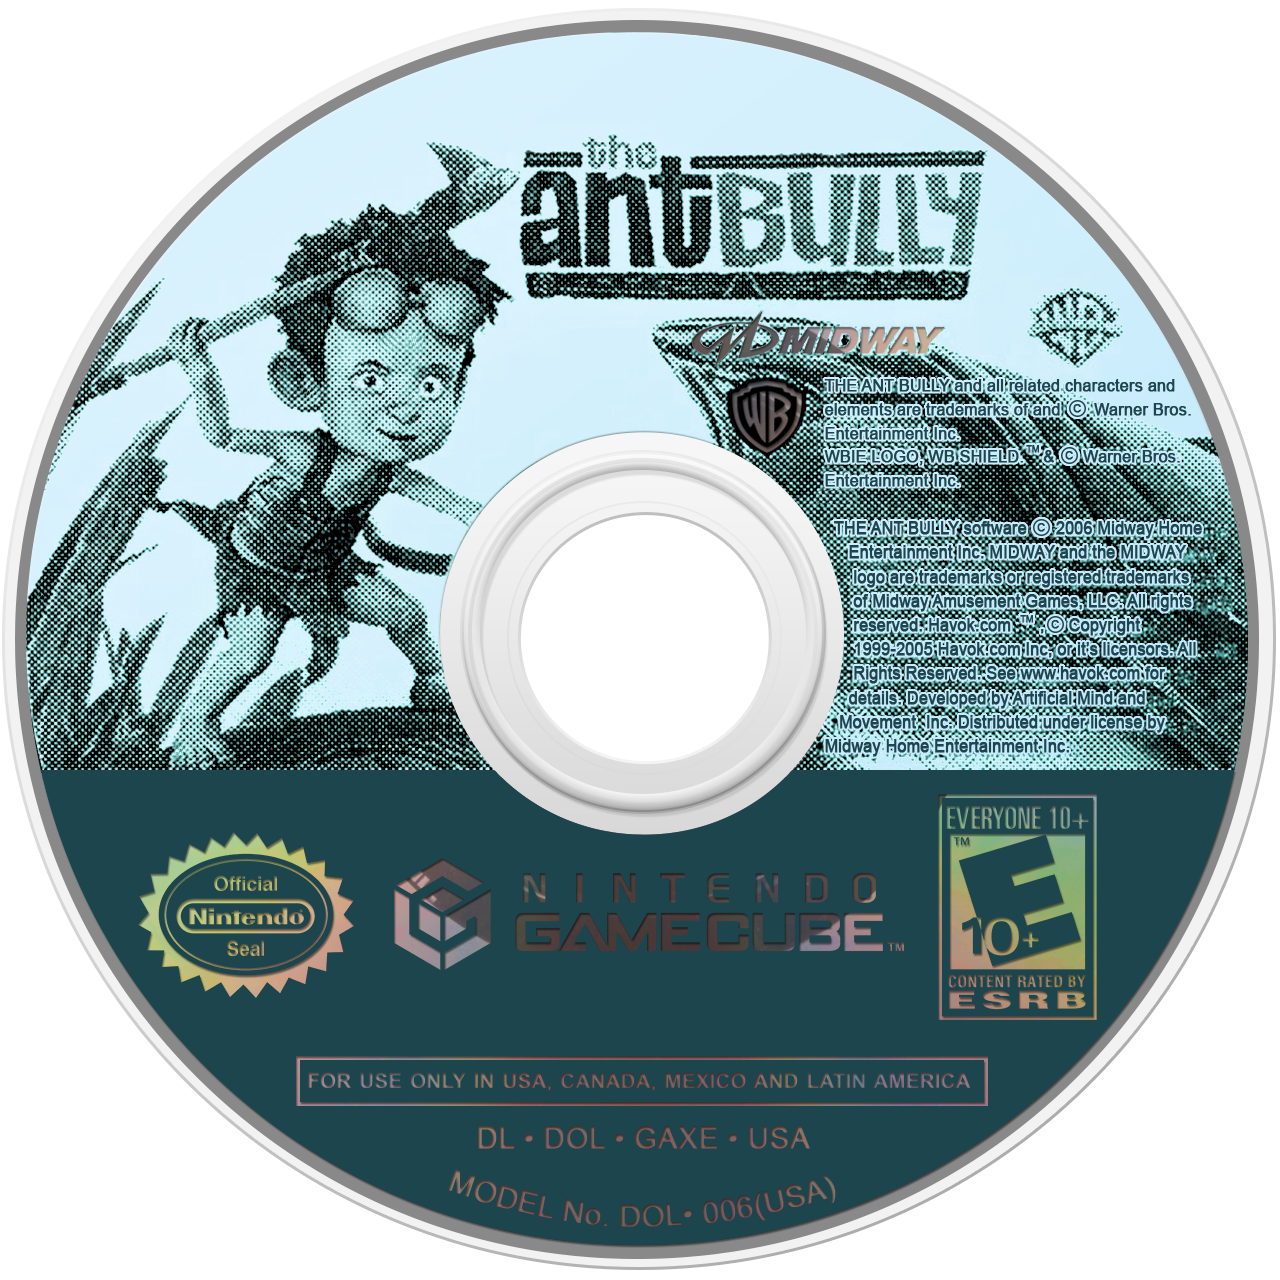 the
ant BULLY
WB
MIDWAY
WB
THE ANT BULLY and all related characters and
elements are trademarks of and © Warner Bros.
Entertainment Inc.
WBIE LOGO, WB SHIELD ™ & © Warner Bros.
Entertainment Inc.
THE ANT BULLY software © 2006 Midway Home
Entertainment Inc. MIDWAY and the MIDWAY
logo are trademarks or registered trademarks
of Midway Amusement Games, LLC. All rights
reserved. Havok.com ™, © Copyright
1999-2005 Havok.com Inc, or it's licensors. All
Rights Reserved. See www.havok.com for
details. Developed by Artificial Mind and
Movement, Inc. Distributed under license by
Midway Home Entertainment Inc.
Official
Nintendo®
Seal
NINTENDO
GAMECUBE™
EVERYONE 10+
™
E
10+
CONTENT RATED BY
ESRB
FOR USE ONLY IN USA, CANADA, MEXICO AND LATIN AMERICA
DL • DOL • GAXE • USA
MODEL No. DOL• 006(USA)